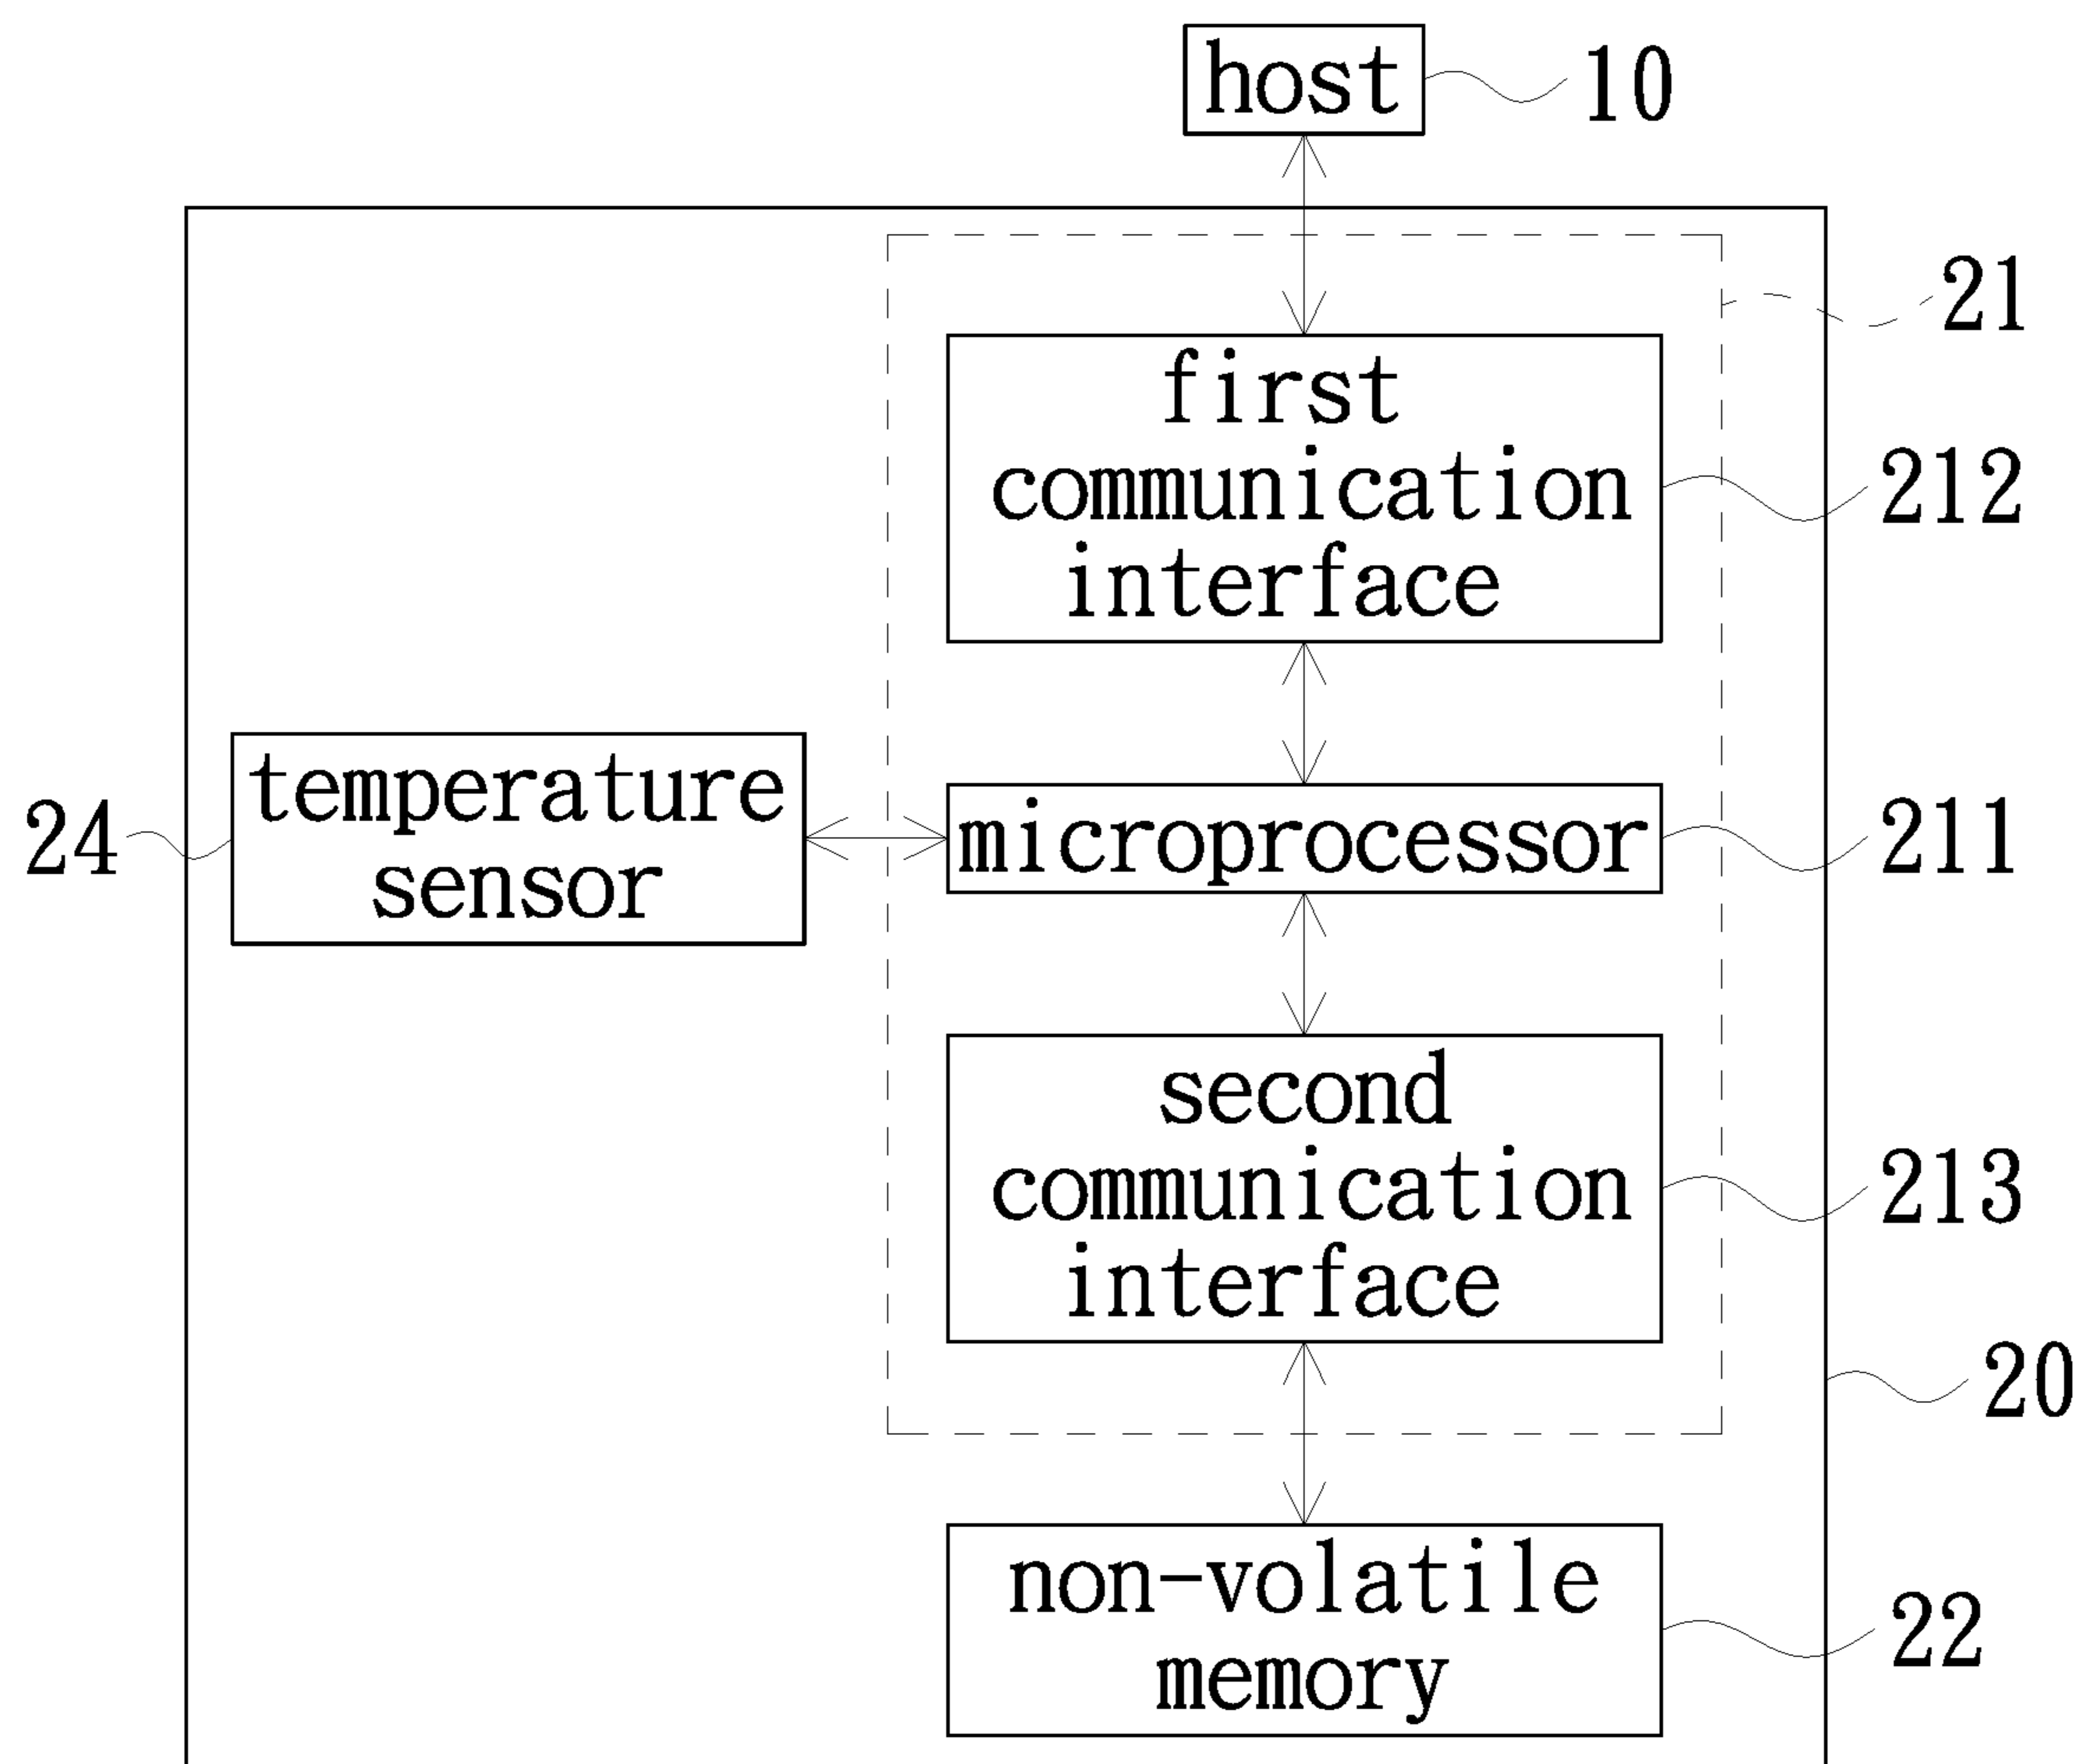 host
10
21
first
communication
interface
212
temperature
sensor
24
microprocessor
211
second
communication
interface
213
20
non-volatile
memory
22